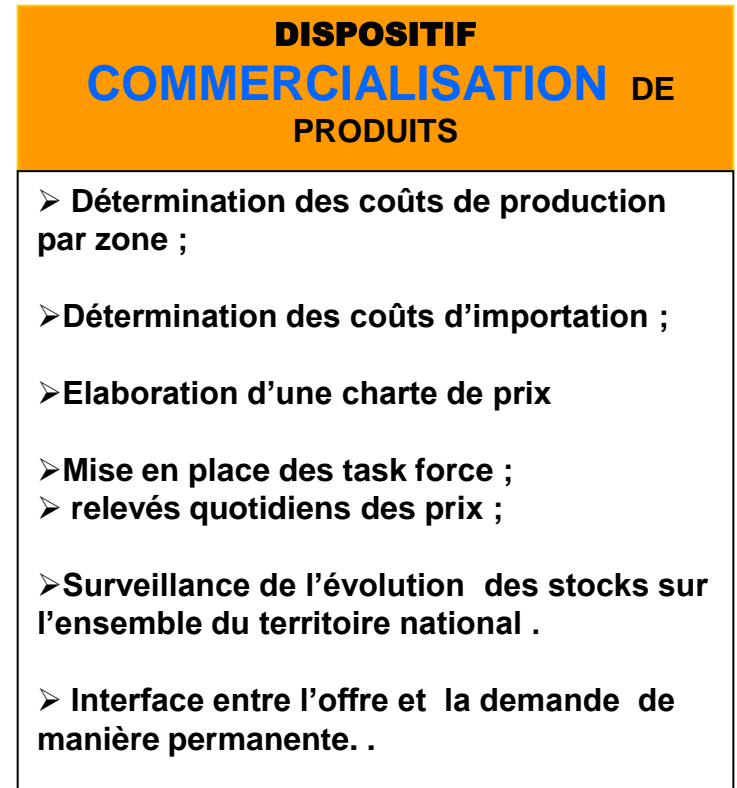 DISPOSITIF
COMMERCIALISATION DE
PRODUITS
➢ Détermination des coûts de production
par zone ;
➢Détermination des coûts d’importation ;
➢Elaboration d’une charte de prix
➢Mise en place des task force ;
➢ relevés quotidiens des prix ;
➢Surveillance de l’évolution des stocks sur
l’ensemble du territoire national .
➢ Interface entre l’offre et la demande de
manière permanente. .